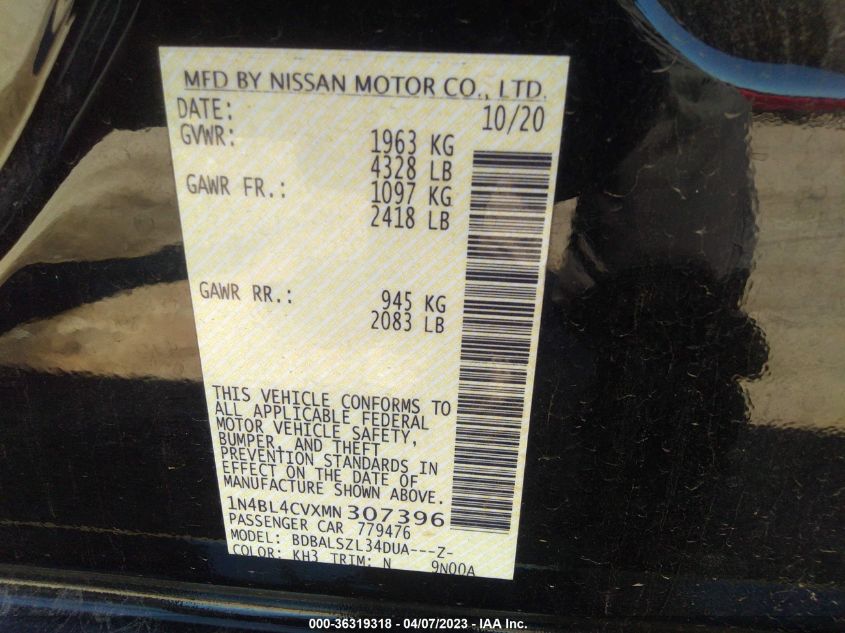 MFD BY NISSAN MOTOR CO., LTD.
DATE: 10/20
GVWR: 1963 KG
4328 LB
GAWR FR.: 1097 KG
2418 LB
GAWR RR.: 945 KG
2083 LB
THIS VEHICLE CONFORMS TO
ALL APPLICABLE FEDERAL
MOTOR VEHICLE SAFETY,
BUMPER, AND THEFT
PREVENTION STANDARDS IN
EFFECT ON THE DATE OF
MANUFACTURE SHOWN ABOVE.
1N4BL4CVXMN307396
PASSENGER CAR 779476
MODEL: BDBALSZL34DUA---Z-
COLOR: KH3 TRIM: N 9N00A
000-36319318 - 04/07/2023 - IAA Inc.